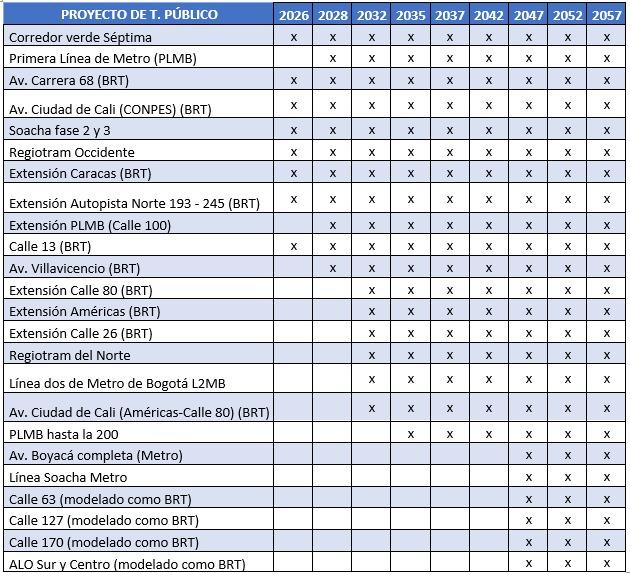 PROYECTO DE T. PÚBLICO 2026 2028 2032 2035 2037 2042 2047 2052 2057
Corredor verde Séptima x x x x x x x x x
Primera Línea de Metro (PLMB) x x x x x x x x
Av. Carrera 68 (BRT) x x x x x x x x x
Av. Ciudad de Cali (CONPES) (BRT) x x x x x x x x x
Soacha fase 2 y 3 x x x x x x x x x
Regiotram Occidente x x x x x x x x x
Extensión Caracas (BRT) x x x x x x x x x
Extensión Autopista Norte 193 - 245 (BRT) x x x x x x x x x
Extensión PLMB (Calle 100) x x x x x x x x
Calle 13 (BRT) x x x x x x x x x
Av. Villavicencio (BRT) x x x x x x x x
Extensión Calle 80 (BRT) x x x x x x x
Extensión Américas (BRT) x x x x x x x
Extensión Calle 26 (BRT) x x x x x x x
Regiotram del Norte x x x x x x x
Línea dos de Metro de Bogotá L2MB x x x x x x x
Av. Ciudad de Cali (Américas-Calle 80) (BRT) x x x x x x x
PLMB hasta la 200 x x x x x x
Av. Boyacá completa (Metro) x x x
Línea Soacha Metro x x x
Calle 63 (modelado como BRT) x x x
Calle 127 (modelado como BRT) x x x
Calle 170 (modelado como BRT) x x x
ALO Sur y Centro (modelado como BRT) x x x